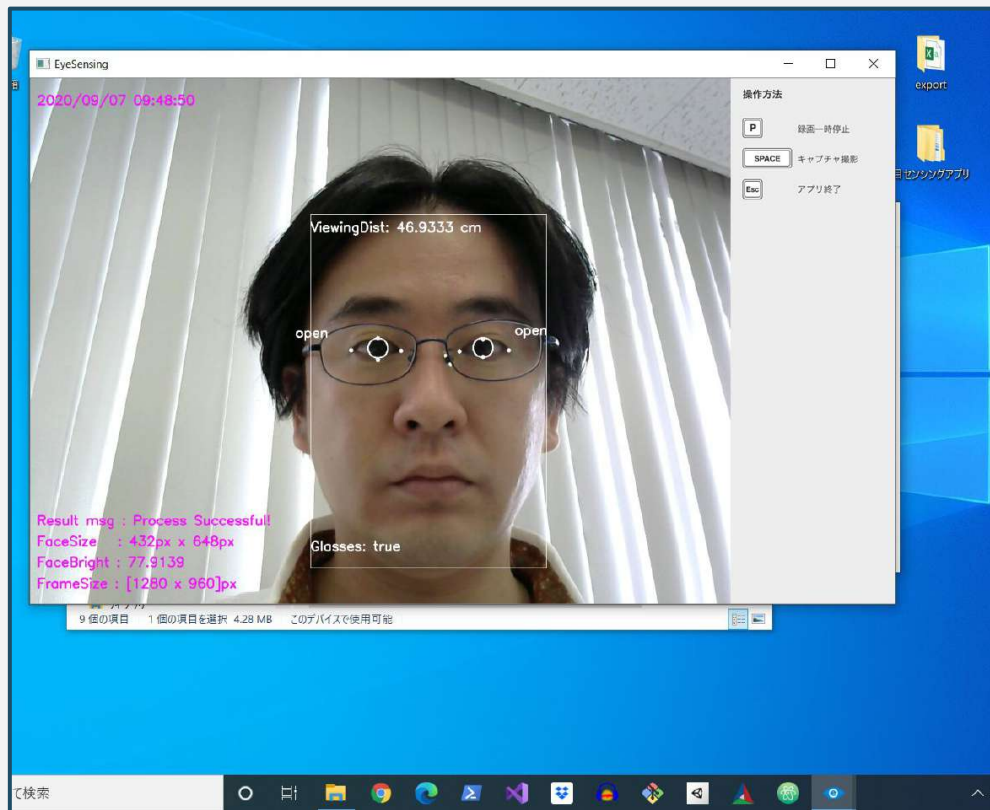 EyeSensing
2020/09/07 09:48:50
ViewingDist: 46.9333 cm
open
open
Glasses: true
Result msg : Process Successful!
FaceSize : 432px x 648px
FaceBright : 77.9139
FrameSize : [1280 x 960]px
操作方法
P 録画一時停止
SPACE キャプチャ撮影
Esc アプリ終了
export
目センシングアプリ
9 個の項目 1 個の項目を選択 4.28 MB このデバイスで使用可能
て検索